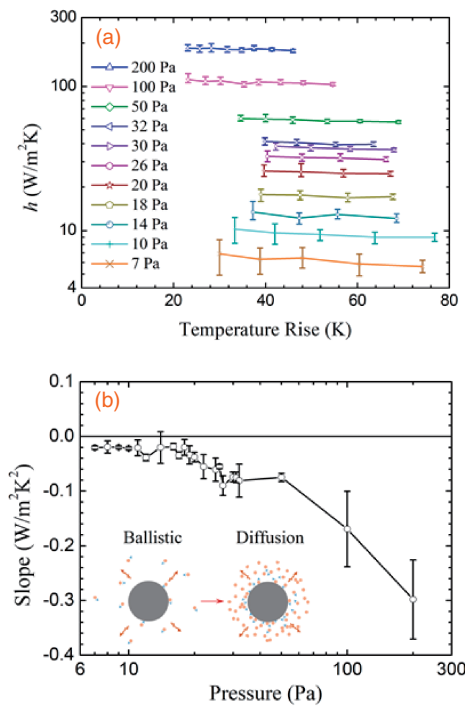 (a)
300
100
10
4
h (W/m²K)
200 Pa
100 Pa
50 Pa
32 Pa
30 Pa
26 Pa
20 Pa
18 Pa
14 Pa
10 Pa
7 Pa
0 20 40 60 80
Temperature Rise (K)
(b)
0.1
0.0
-0.1
-0.2
-0.3
-0.4
Slope (W/m²K²)
Ballistic Diffusion
6 10 100 300
Pressure (Pa)